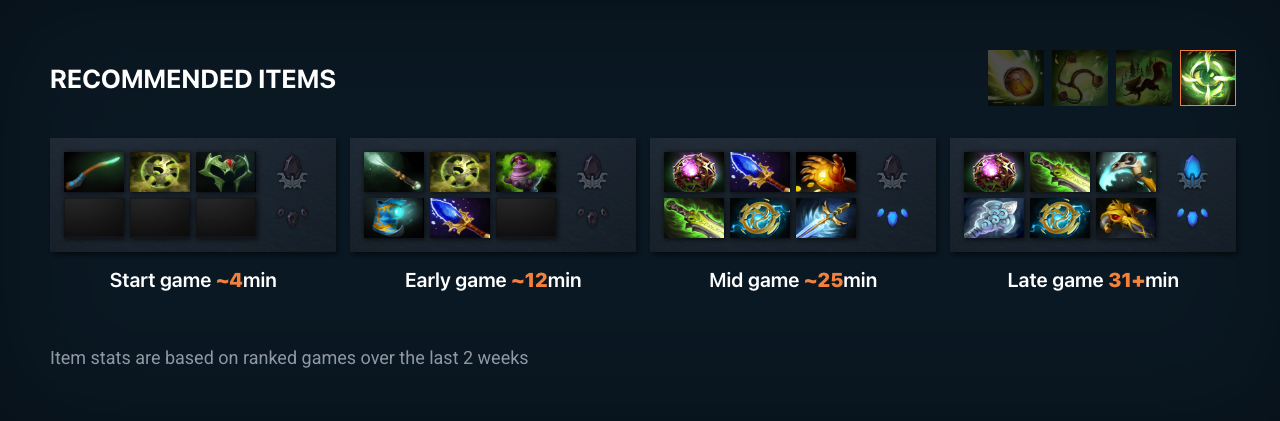 RECOMMENDED ITEMS
Start game ~4min
Early game ~12min
Mid game ~25min
Late game 31+min
Item stats are based on ranked games over the last 2 weeks